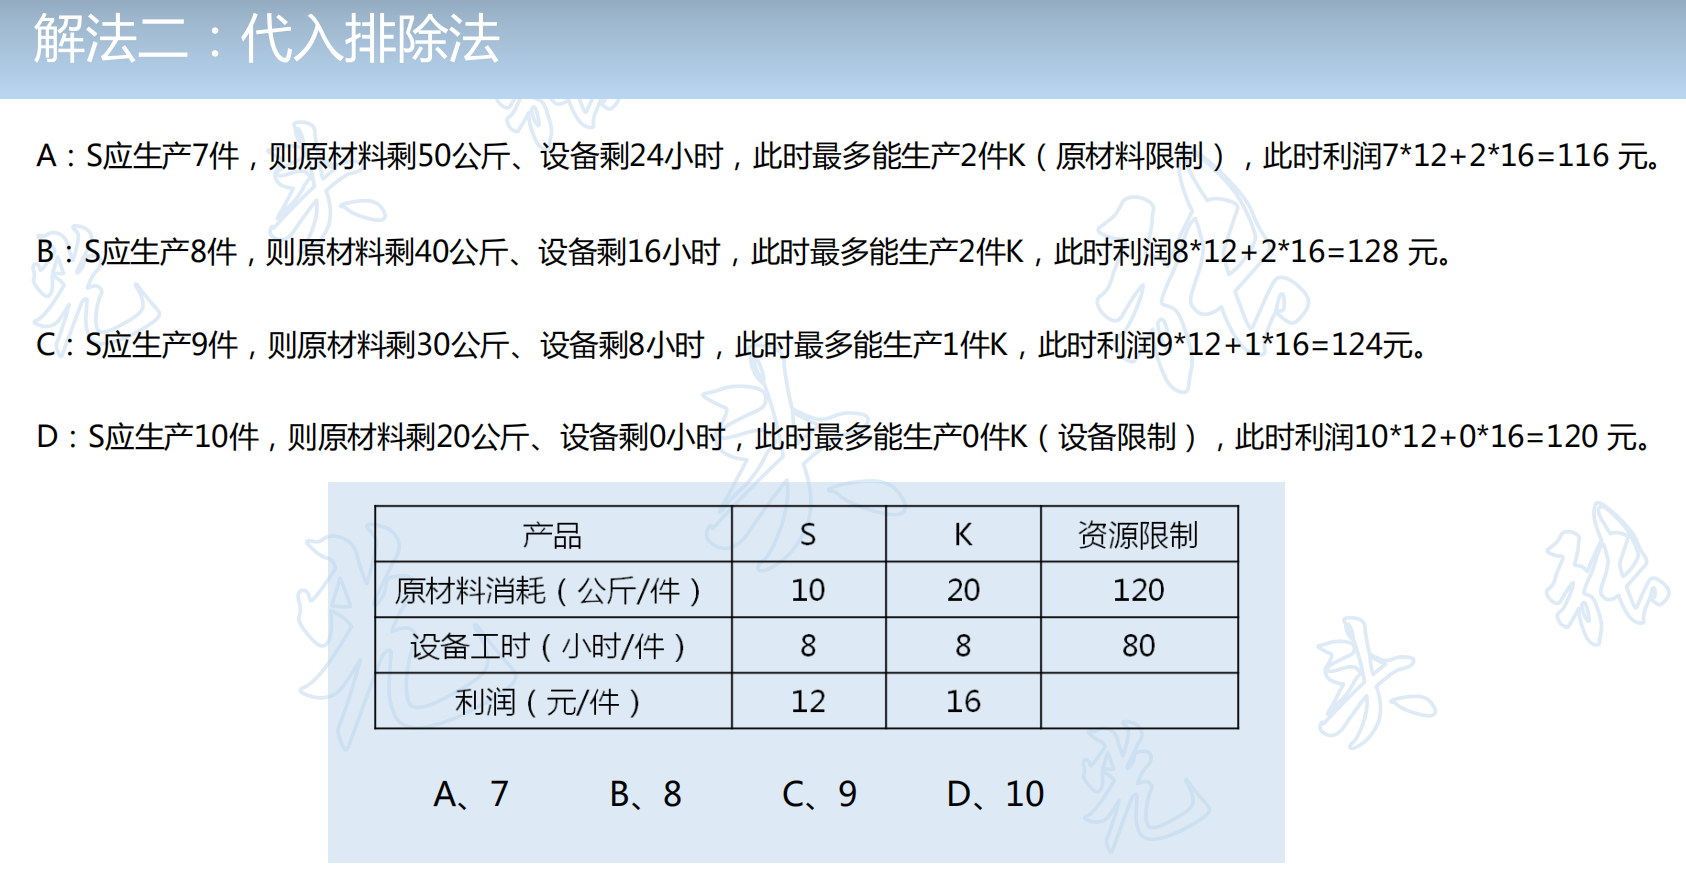 解法二：代入排除法
A：S应生产7件，则原材料剩50公斤、设备剩24小时，此时最多能生产2件K（原材料限制），此时利润7*12+2*16=116 元。
B：S应生产8件，则原材料剩40公斤、设备剩16小时，此时最多能生产2件K，此时利润8*12+2*16=128 元。
C：S应生产9件，则原材料剩30公斤、设备剩8小时，此时最多能生产1件K，此时利润9*12+1*16=124元。
D：S应生产10件，则原材料剩20公斤、设备剩0小时，此时最多能生产0件K（设备限制），此时利润10*12+0*16=120 元。
产品 S K 资源限制
原材料消耗（公斤/件） 10 20 120
设备工时（小时/件） 8 8 80
利润（元/件） 12 16
A、7 B、8 C、9 D、10